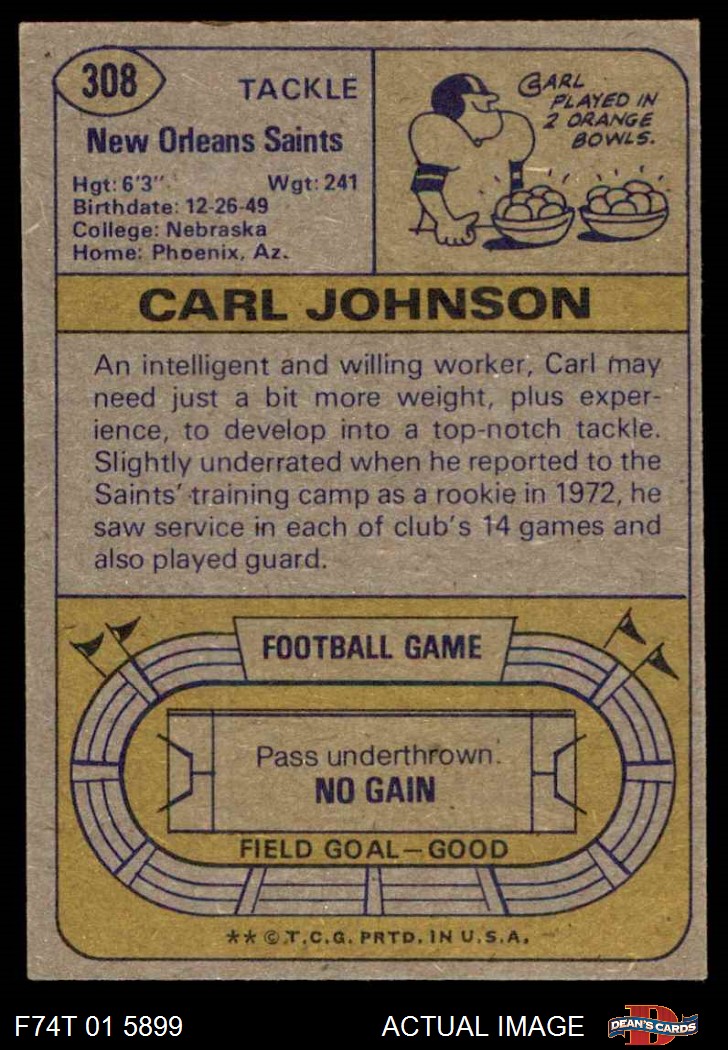 308
TACKLE
New Orleans Saints
Hgt: 6'3" Wgt: 241
Birthdate: 12-26-49
College: Nebraska
Home: Phoenix, Az.
CARL
PLAYED IN
2 ORANGE
BOWLS.
CARL JOHNSON
An intelligent and willing worker, Carl may
need just a bit more weight, plus exper-
ience, to develop into a top-notch tackle.
Slightly underrated when he reported to the
Saints' training camp as a rookie in 1972, he
saw service in each of club's 14 games and
also played guard.
FOOTBALL GAME
Pass underthrown.
NO GAIN
FIELD GOAL—GOOD
** © T.C.G. PRTD. IN U.S.A.
F74T 01 5899 ACTUAL IMAGE
D
DEAN'S CARDS